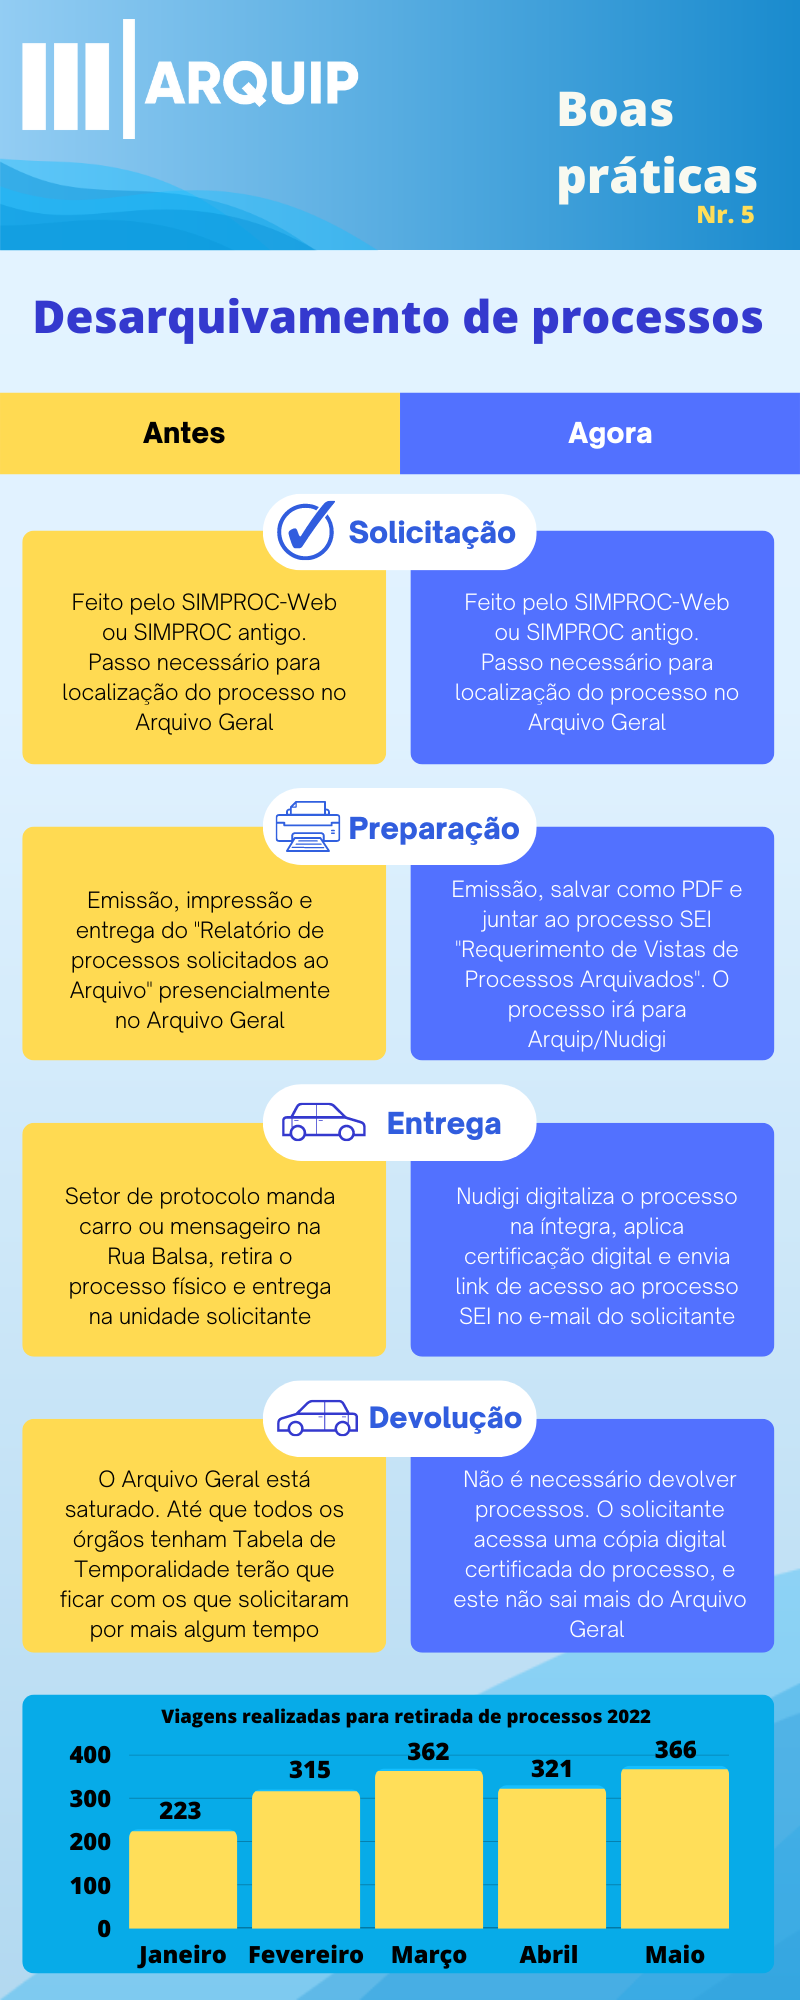 ARQUIP
Boas
práticas
Nr. 5
Desarquivamento de processos
Antes
Agora
Solicitação
Feito pelo SIMPROC-Web
ou SIMPROC antigo.
Passo necessário para
localização do processo no
Arquivo Geral
Feito pelo SIMPROC-Web
ou SIMPROC antigo.
Passo necessário para
localização do processo no
Arquivo Geral
Preparação
Emissão, impressão e
entrega do "Relatório de
processos solicitados ao
Arquivo" presencialmente
no Arquivo Geral
Emissão, salvar como PDF e
juntar ao processo SEI
"Requerimento de Vistas de
Processos Arquivados". O
processo irá para
Arquip/Nudigi
Entrega
Setor de protocolo manda
carro ou mensageiro na
Rua Balsa, retira o
processo físico e entrega
na unidade solicitante
Nudigi digitaliza o processo
na íntegra, aplica
certificação digital e envia
link de acesso ao processo
SEI no e-mail do solicitante
Devolução
O Arquivo Geral está
saturado. Até que todos os
órgãos tenham Tabela de
Temporalidade terão que
ficar com os que solicitaram
por mais algum tempo
Não é necessário devolver
processos. O solicitante
acessa uma cópia digital
certificada do processo, e
este não sai mais do Arquivo
Geral
Viagens realizadas para retirada de processos 2022
400
300
200
100
0
223
315
362
321
366
Janeiro
Fevereiro
Março
Abril
Maio